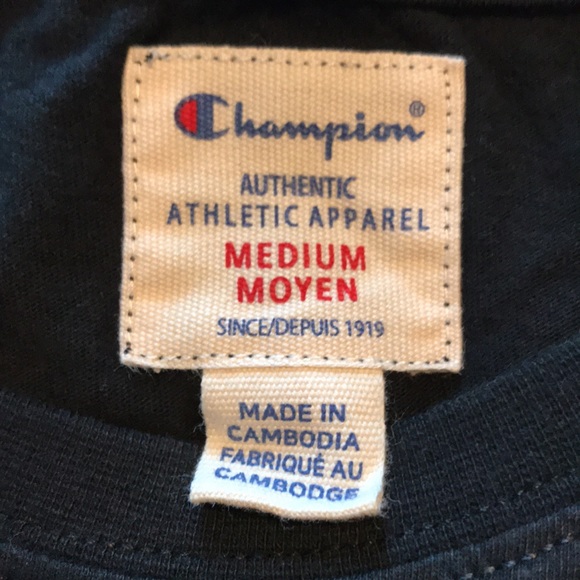 Champion®
AUTHENTIC
ATHLETIC APPAREL
MEDIUM
MOYEN
SINCE/DEPUIS 1919
MADE IN
CAMBODIA
FABRIQUÉ AU
CAMBODGE